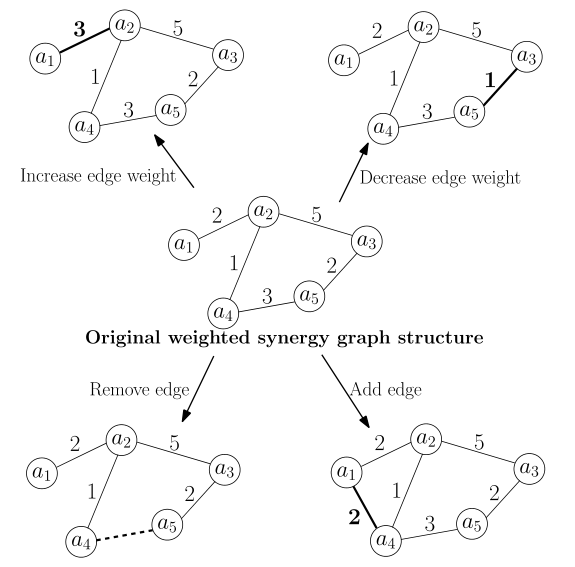 3 a₂ 5
a₁ a₃
1 2
3 a₅
a₄
2 a₂ 5
a₁ a₃
1 1
3 a₅
a₄
Increase edge weight
Decrease edge weight
2 a₂ 5
a₁ a₃
1 2
3 a₅
a₄
Original weighted synergy graph structure
Remove edge
Add edge
2 a₂ 5
a₁ a₃
1 2
a₅
a₄
2 a₂ 5
a₁ a₃
1 2
2 3 a₅
a₄